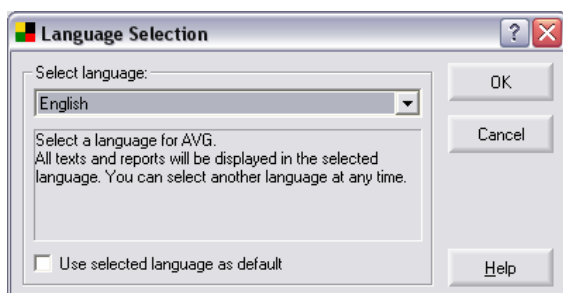 Language Selection
Select language:
English
OK
Cancel
Select a language for AVG.
All texts and reports will be displayed in the selected
language. You can select another language at any time.
Use selected language as default
Help